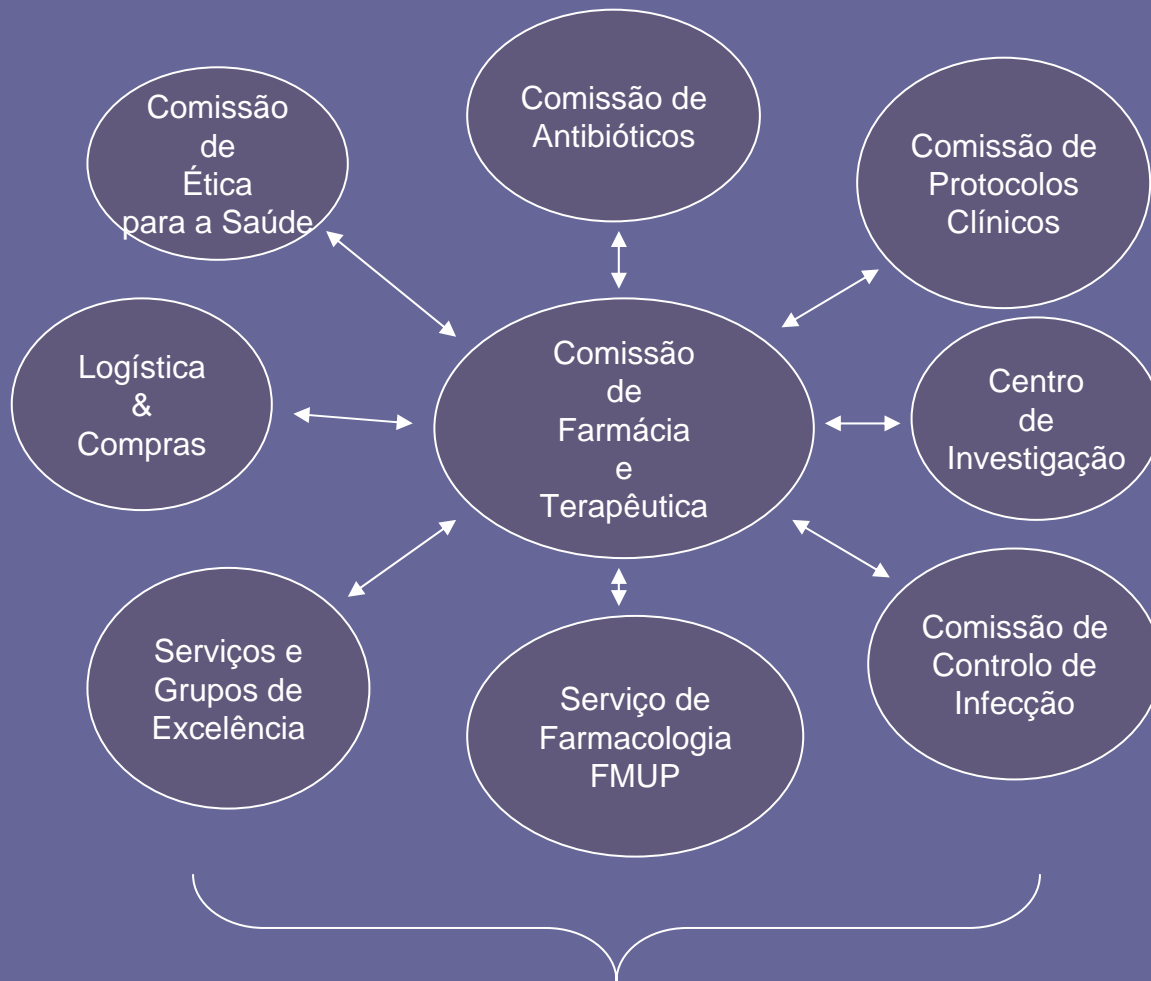 Comissão de
Antibióticos
Comissão
de
Ética
para a Saúde
Comissão de
Protocolos
Clínicos
Logística
&
Compras
Comissão
de
Farmácia
e
Terapêutica
Centro
de
Investigação
Serviços e
Grupos de
Excelência
Serviço de
Farmacologia
FMUP
Comissão de
Controlo de
Infecção